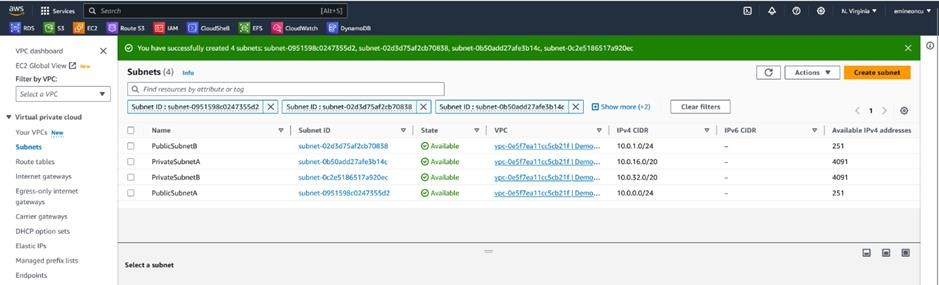 aws
Services
Search
[Alt+S]
N. Virginia
emineoncu
RDS S3 EC2 Route 53 IAM CloudShell EFS CloudWatch DynamoDB
VPC dashboard
EC2 Global View New
Filter by VPC:
Select a VPC
Virtual private cloud
Your VPCs New
Subnets
Route tables
Internet gateways
Egress-only internet
gateways
Carrier gateways
DHCP option sets
Elastic IPs
Managed prefix lists
Endpoints
You have successfully created 4 subnets: subnet-0951598c0247355d2, subnet-02d3d75af2cb70838, subnet-0b50add27afe3b14c, subnet-0c2e5186517a920ec
Subnets (4) Info
Actions
Create subnet
Find resources by attribute or tag
Subnet ID : subnet-0951598c0247355d2
Subnet ID : subnet-02d3d75af2cb70838
Subnet ID : subnet-0b50add27afe3b14c
Show more (+2)
Clear filters
1
Name Subnet ID State VPC IPv4 CIDR IPv6 CIDR Available IPv4 addresses
PublicSubnetB subnet-02d3d75af2cb70838 Available vpc-0e5f7ea11cc5cb21f | Demo... 10.0.1.0/24 – 251
PrivateSubnetA subnet-0b50add27afe3b14c Available vpc-0e5f7ea11cc5cb21f | Demo... 10.0.16.0/20 – 4091
PrivateSubnetB subnet-0c2e5186517a920ec Available vpc-0e5f7ea11cc5cb21f | Demo... 10.0.32.0/20 – 4091
PublicSubnetA subnet-0951598c0247355d2 Available vpc-0e5f7ea11cc5cb21f | Demo... 10.0.0.0/24 – 251
Select a subnet